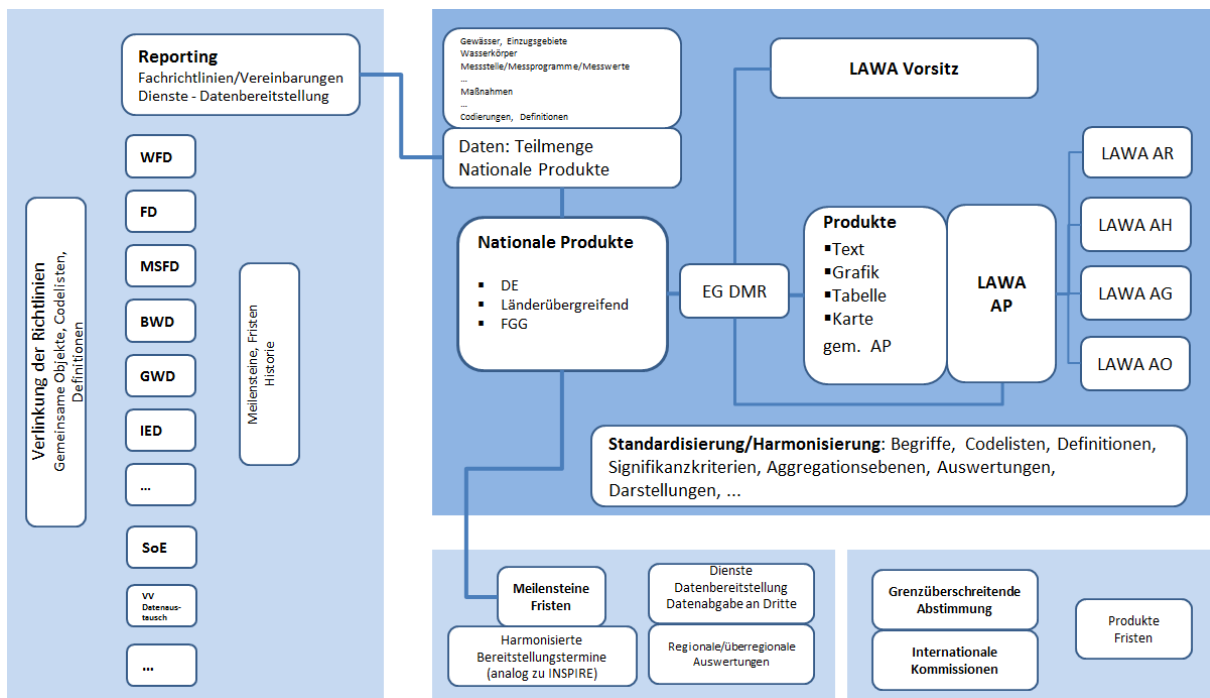 Reporting
Fachrichtlinien/Vereinbarungen
Dienste - Datenbereitstellung
Verlinkung der Richtlinien
Gemeinsame Objekte, Codelisten,
Definitionen
WFD
FD
MSFD
BWD
GWD
IED
...
SoE
VV
Datenaus-
tausch
...
Meilensteine, Fristen
Historie
Gewässer, Einzugsgebiete
Wasserkörper
Messstelle/Messprogramme/Messwerte
...
Maßnahmen
...
Codierungen, Definitionen
Daten: Teilmenge
Nationale Produkte
Nationale Produkte
▪ DE
▪ Länderübergreifend
▪ FGG
EG DMR
LAWA Vorsitz
Produkte
▪Text
▪Grafik
▪Tabelle
▪Karte
gem. AP
LAWA
AP
LAWA AR
LAWA AH
LAWA AG
LAWA AO
Standardisierung/Harmonisierung: Begriffe, Codelisten, Definitionen,
Signifikanzkriterien, Aggregationsebenen, Auswertungen,
Darstellungen, ...
Meilensteine
Fristen
Harmonisierte
Bereitstellungstermine
(analog zu INSPIRE)
Dienste
Datenbereitstellung
Datenabgabe an Dritte
Regionale/überregionale
Auswertungen
Grenzüberschreitende
Abstimmung
Internationale
Kommissionen
Produkte
Fristen